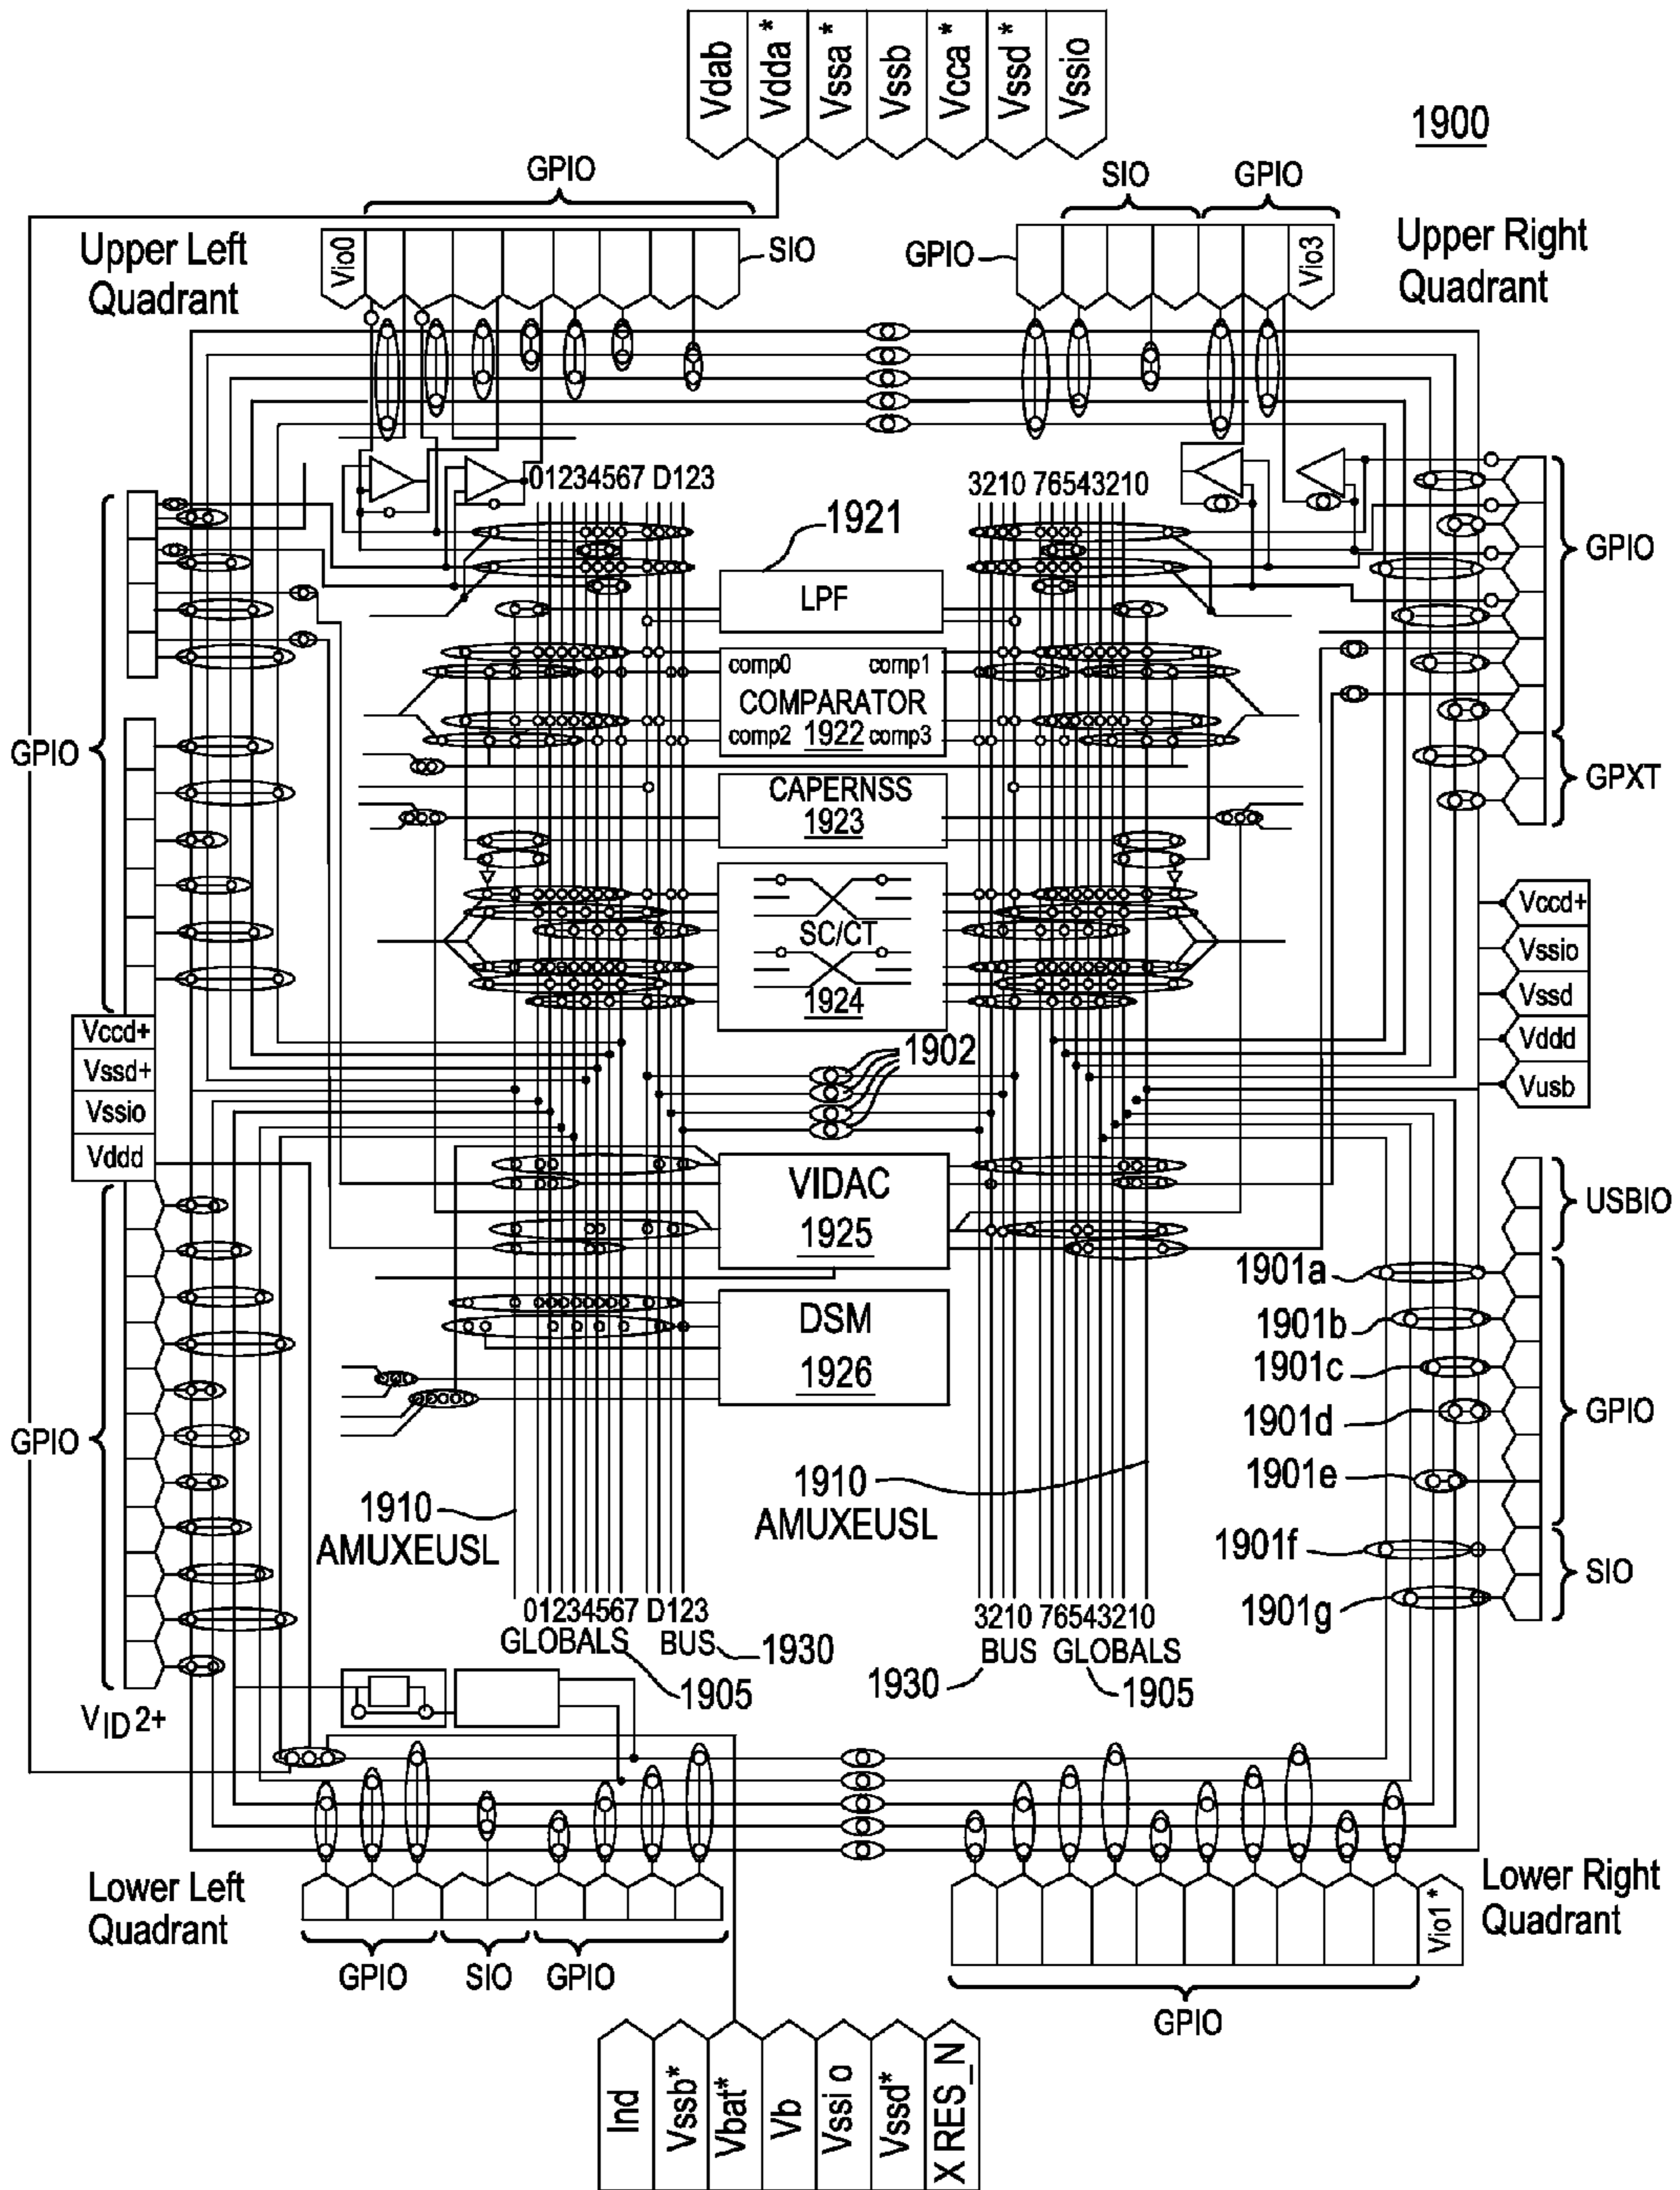 Vdab
Vdda*
Vssa*
Vssb
Vcca*
Vssd*
Vssio
1900
GPIO
SIO
GPIO
Upper Left
Quadrant
Vio0
SIO
GPIO
Vio3
Upper Right
Quadrant
01234567 D123
3210 76543210
1921
LPF
GPIO
GPIO
comp0
comp1
COMPARATOR
comp2
1922
comp3
GPXT
CAPERNSS
1923
SC/CT
1924
Vccd+
Vssio
Vssd
Vddd
Vusb
Vccd+
Vssd+
Vssio
Vddd
1902
VIDAC
1925
USBIO
1901a
1901b
1901c
1901d
1901e
1901f
1901g
GPIO
SIO
DSM
1926
GPIO
1910
AMUXEUSL
1910
AMUXEUSL
01234567 D123
GLOBALS BUS
1930
1905
3210 76543210
BUS GLOBALS
1930
1905
VID2+
Lower Left
Quadrant
GPIO
SIO
GPIO
Lower Right
Quadrant
Vio1*
GPIO
Ind
Vssb*
Vbat*
Vb
Vssi o
Vssd*
X RES_N